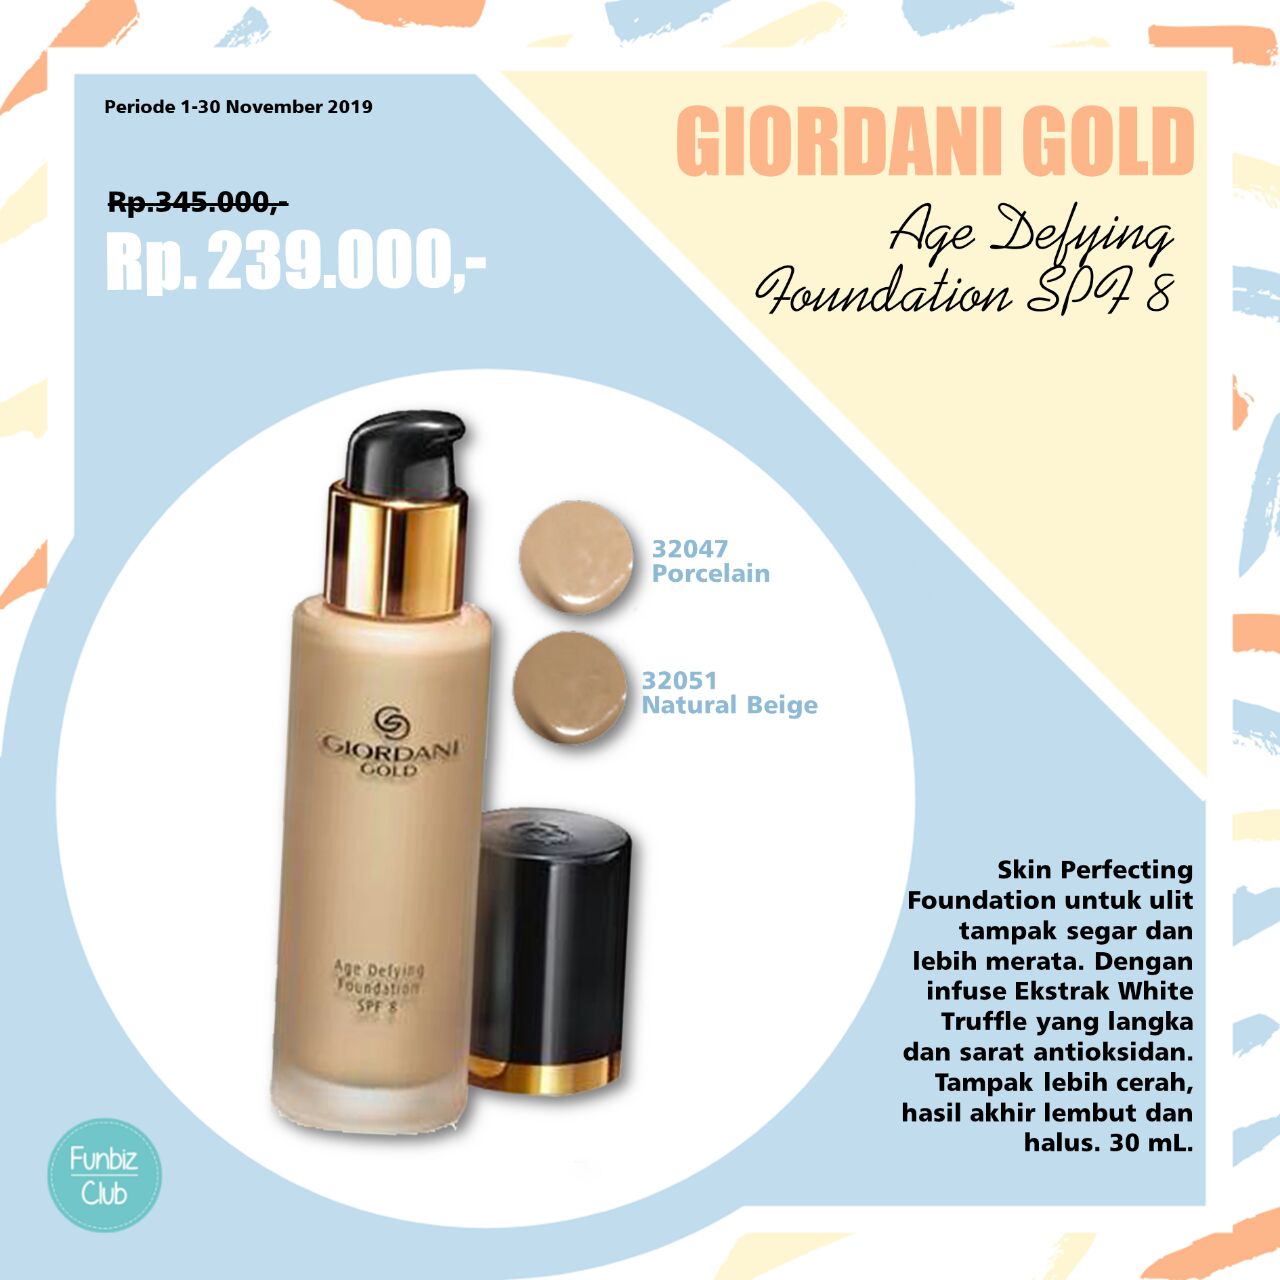 Periode 1-30 November 2019
Rp.345.000,-
Rp. 239.000,-
GIORDANI GOLD
Age Defying
Foundation SPF 8
32047
Porcelain
32051
Natural Beige
GIORDANI
GOLD
Age Defying
Foundation
SPF 8
Skin Perfecting
Foundation untuk ulit
tampak segar dan
lebih merata. Dengan
infuse Ekstrak White
Truffle yang langka
dan sarat antioksidan.
Tampak lebih cerah,
hasil akhir lembut dan
halus. 30 mL.
Funbiz
Club